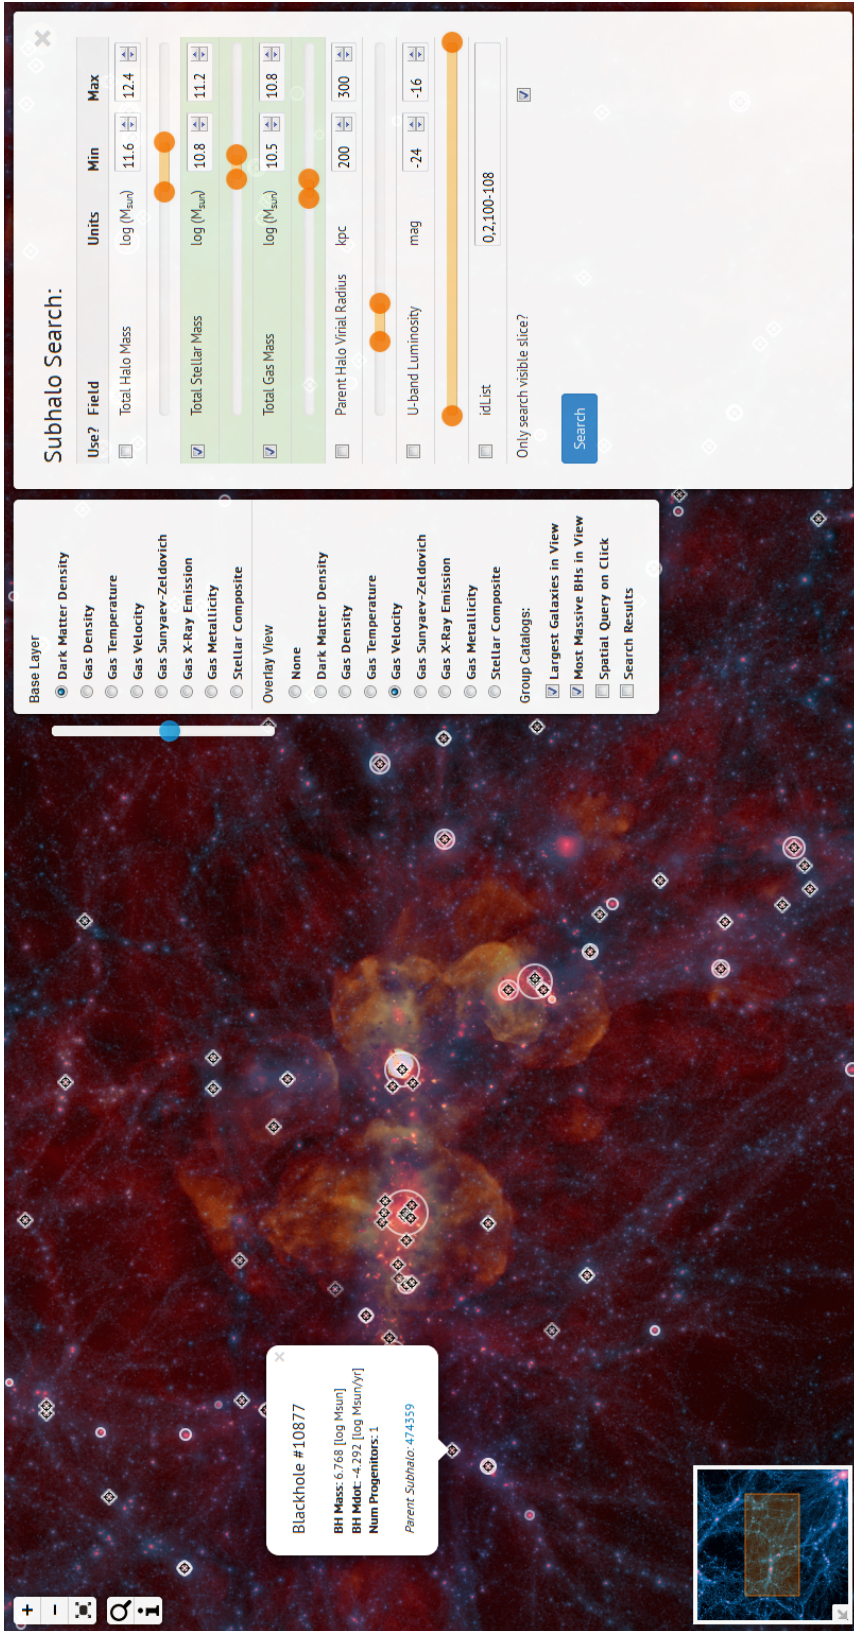 +
−
i
Blackhole #10877
BH Mass: 6.768 [log Msun]
BH Mdot: -4.292 [log Msun/yr]
Num Progenitors: 1
Parent Subhalo: 474359
Base Layer
Dark Matter Density
Gas Density
Gas Temperature
Gas Velocity
Gas Sunyaev-Zeldovich
Gas X-Ray Emission
Gas Metallicity
Stellar Composite
Overlay View
None
Dark Matter Density
Gas Density
Gas Temperature
Gas Velocity
Gas Sunyaev-Zeldovich
Gas X-Ray Emission
Gas Metallicity
Stellar Composite
Group Catalogs:
Largest Galaxies in View
Most Massive BHs in View
Spatial Query on Click
Search Results
Subhalo Search:
Use? Field Units Min Max
Total Halo Mass log (Msun) 11.6 12.4
Total Stellar Mass log (Msun) 10.8 11.2
Total Gas Mass log (Msun) 10.5 10.8
Parent Halo Virial Radius kpc 200 300
U-band Luminosity mag -24 -16
idList 0,2,100-108
Only search visible slice?
Search